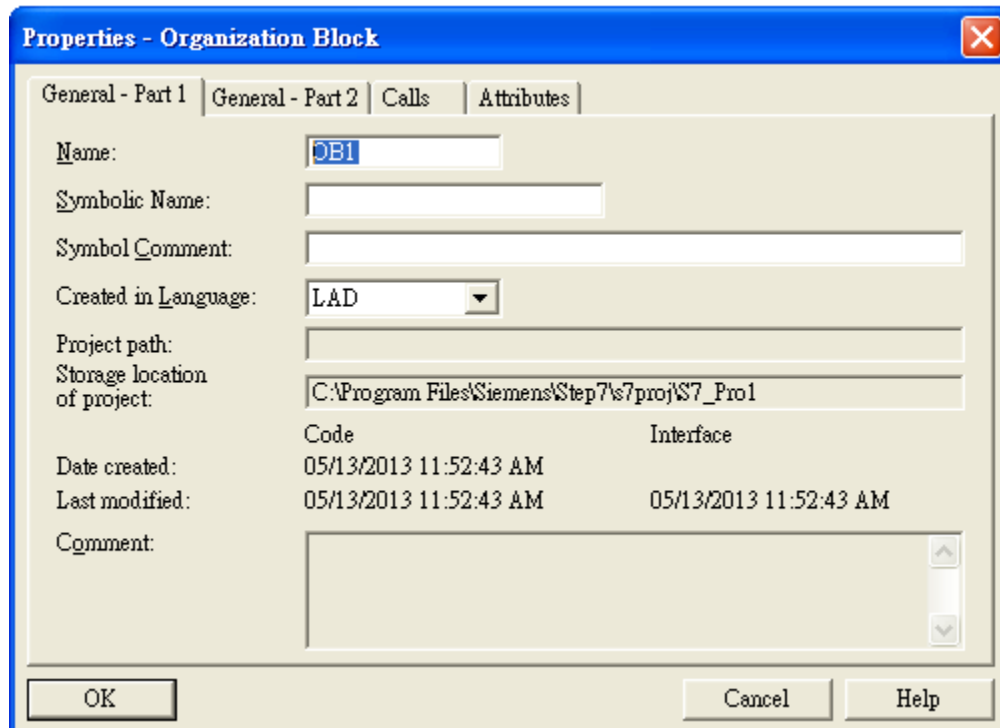 Properties - Organization Block
General - Part 1 General - Part 2 Calls Attributes
Name: OB1
Symbolic Name:
Symbol Comment:
Created in Language: LAD
Project path:
Storage location
of project: C:\Program Files\Siemens\Step7\s7proj\S7_Pro1
Code Interface
Date created: 05/13/2013 11:52:43 AM
Last modified: 05/13/2013 11:52:43 AM 05/13/2013 11:52:43 AM
Comment:
OK Cancel Help